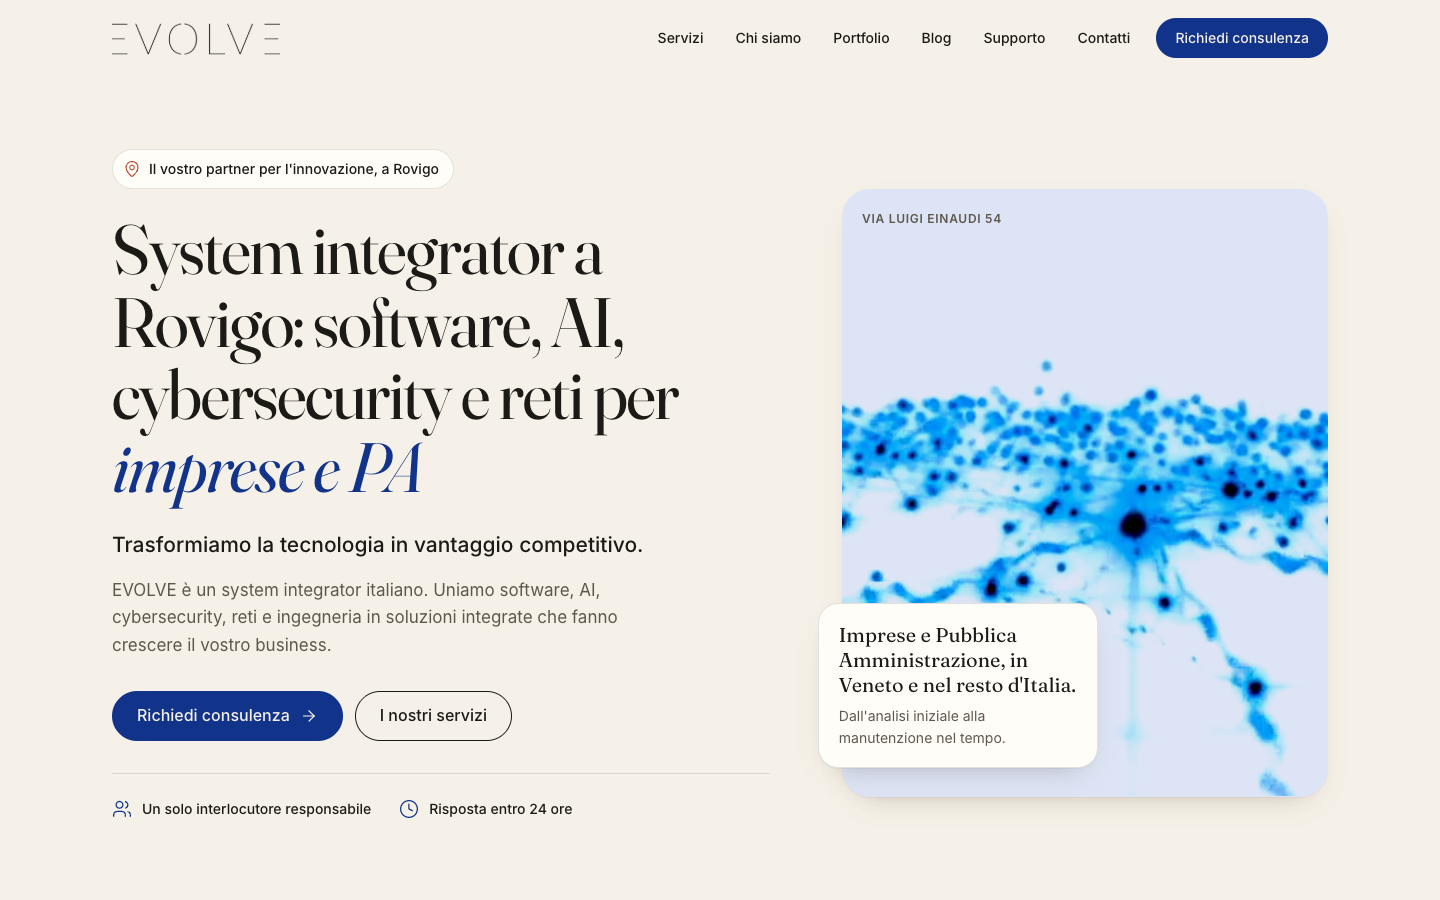 EVOLVE
Servizi
Chi siamo
Portfolio
Blog
Supporto
Contatti
Richiedi consulenza
Il vostro partner per l'innovazione, a Rovigo
System integrator a
Rovigo: software, AI,
cybersecurity e reti per
imprese e PA
Trasformiamo la tecnologia in vantaggio competitivo.
EVOLVE è un system integrator italiano. Uniamo software, AI,
cybersecurity, reti e ingegneria in soluzioni integrate che fanno
crescere il vostro business.
Richiedi consulenza
I nostri servizi
Un solo interlocutore responsabile
Risposta entro 24 ore
VIA LUIGI EINAUDI 54
Imprese e Pubblica
Amministrazione, in
Veneto e nel resto d'Italia.
Dall'analisi iniziale alla
manutenzione nel tempo.